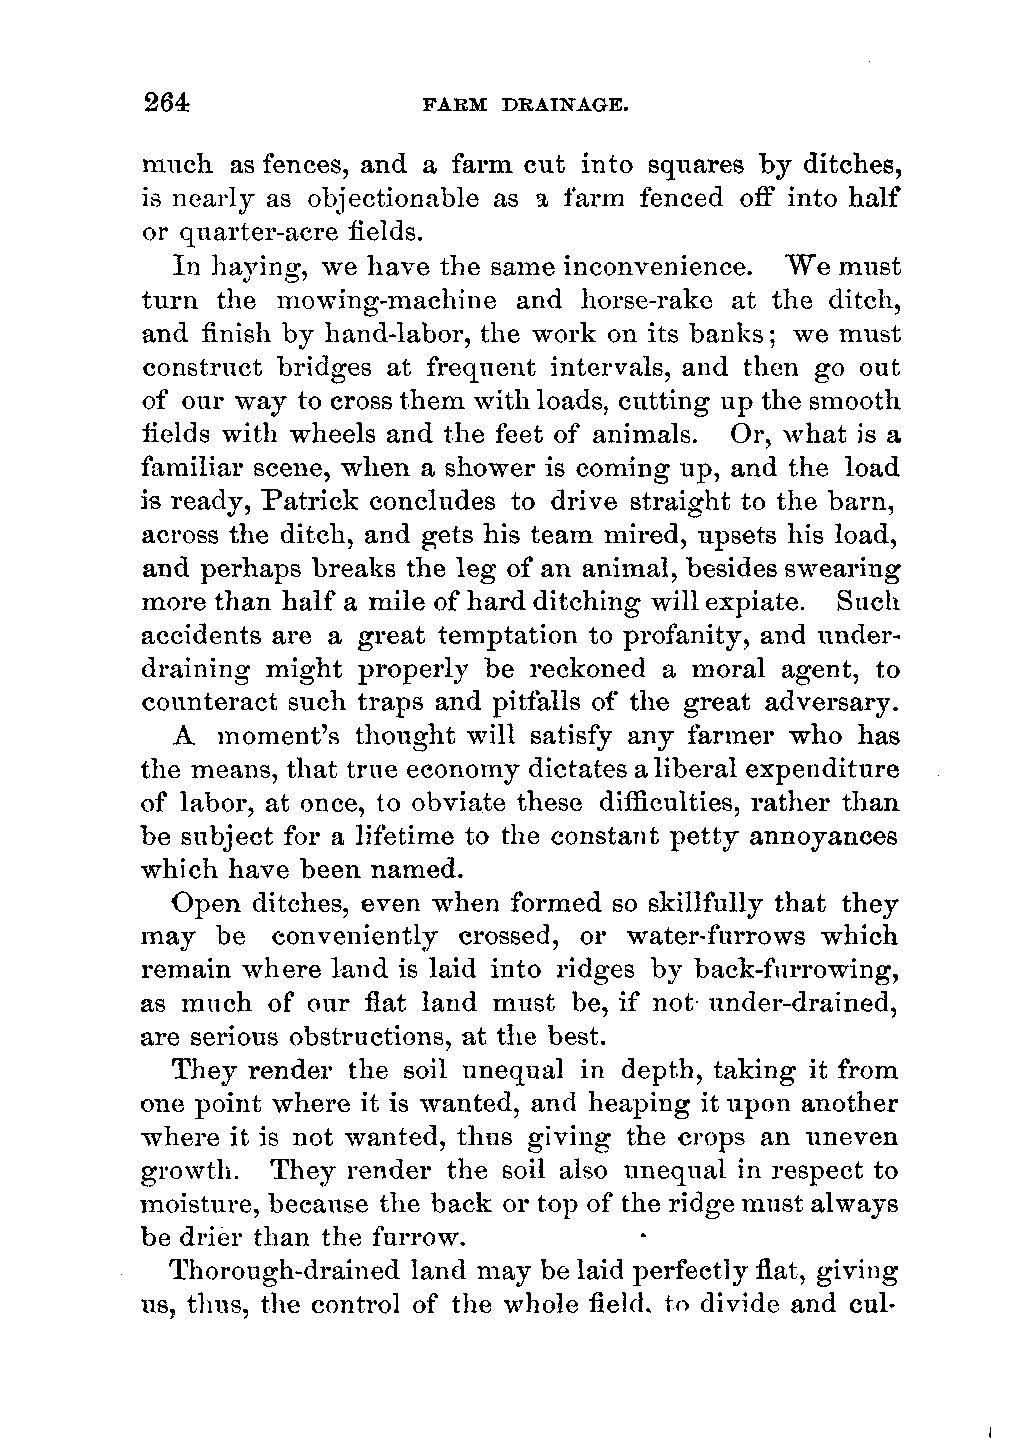 264 FARM DRAINAGE.
much as fences, and a farm cut into squares by ditches,
is nearly as objectionable as a farm fenced off into half
or quarter-acre fields.
In haying, we have the same inconvenience. We must
turn the mowing-machine and horse-rake at the ditch,
and finish by hand-labor, the work on its banks; we must
construct bridges at frequent intervals, and then go out
of our way to cross them with loads, cutting up the smooth
fields with wheels and the feet of animals. Or, what is a
familiar scene, when a shower is coming up, and the load
is ready, Patrick concludes to drive straight to the barn,
across the ditch, and gets his team mired, upsets his load,
and perhaps breaks the leg of an animal, besides swearing
more than half a mile of hard ditching will expiate. Such
accidents are a great temptation to profanity, and under-
draining might properly be reckoned a moral agent, to
counteract such traps and pitfalls of the great adversary.
A moment's thought will satisfy any farmer who has
the means, that true economy dictates a liberal expenditure
of labor, at once, to obviate these difficulties, rather than
be subject for a lifetime to the constant petty annoyances
which have been named.
Open ditches, even when formed so skillfully that they
may be conveniently crossed, or water-furrows which
remain where land is laid into ridges by back-furrowing,
as much of our flat land must be, if not under-drained,
are serious obstructions, at the best.
They render the soil unequal in depth, taking it from
one point where it is wanted, and heaping it upon another
where it is not wanted, thus giving the crops an uneven
growth. They render the soil also unequal in respect to
moisture, because the back or top of the ridge must always
be drier than the furrow.
Thorough-drained land may be laid perfectly flat, giving
us, thus, the control of the whole field, to divide and cul-